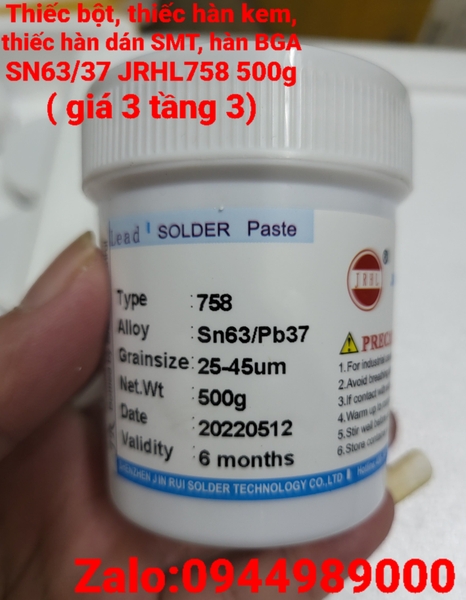 Thiếc bột, thiếc hàn kem,
thiếc hàn dán SMT, hàn BGA
SN63/37 JRHL758 500g
( giá 3 tầng 3)
Lead SOLDER Paste
Type :758
Alloy :Sn63/Pb37
Grainsize:25-45um
Net.Wt :500g
Date :20220512
Validity :6 months
SHENZHEN JIN RUI SOLDER TECHNOLOGY CO.,LTD
JRHL
®
PRECA
1.For industrial
2.Avoid breathing
3.If contact with
4.Warm up to
5.Stir well
6.Store container
Zalo:0944989000